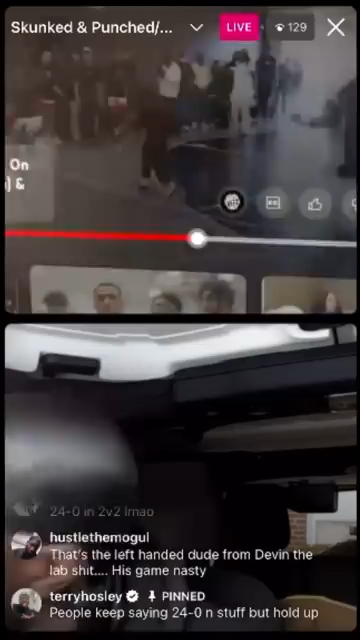 Skunked & Punched/...
LIVE
129
On
) &
24-0 in 2v2 lmao
hustlethemogul
That's the left handed dude from Devin the
lab shit.... His game nasty
terryhosley PINNED
People keep saying 24-0 n stuff but hold up